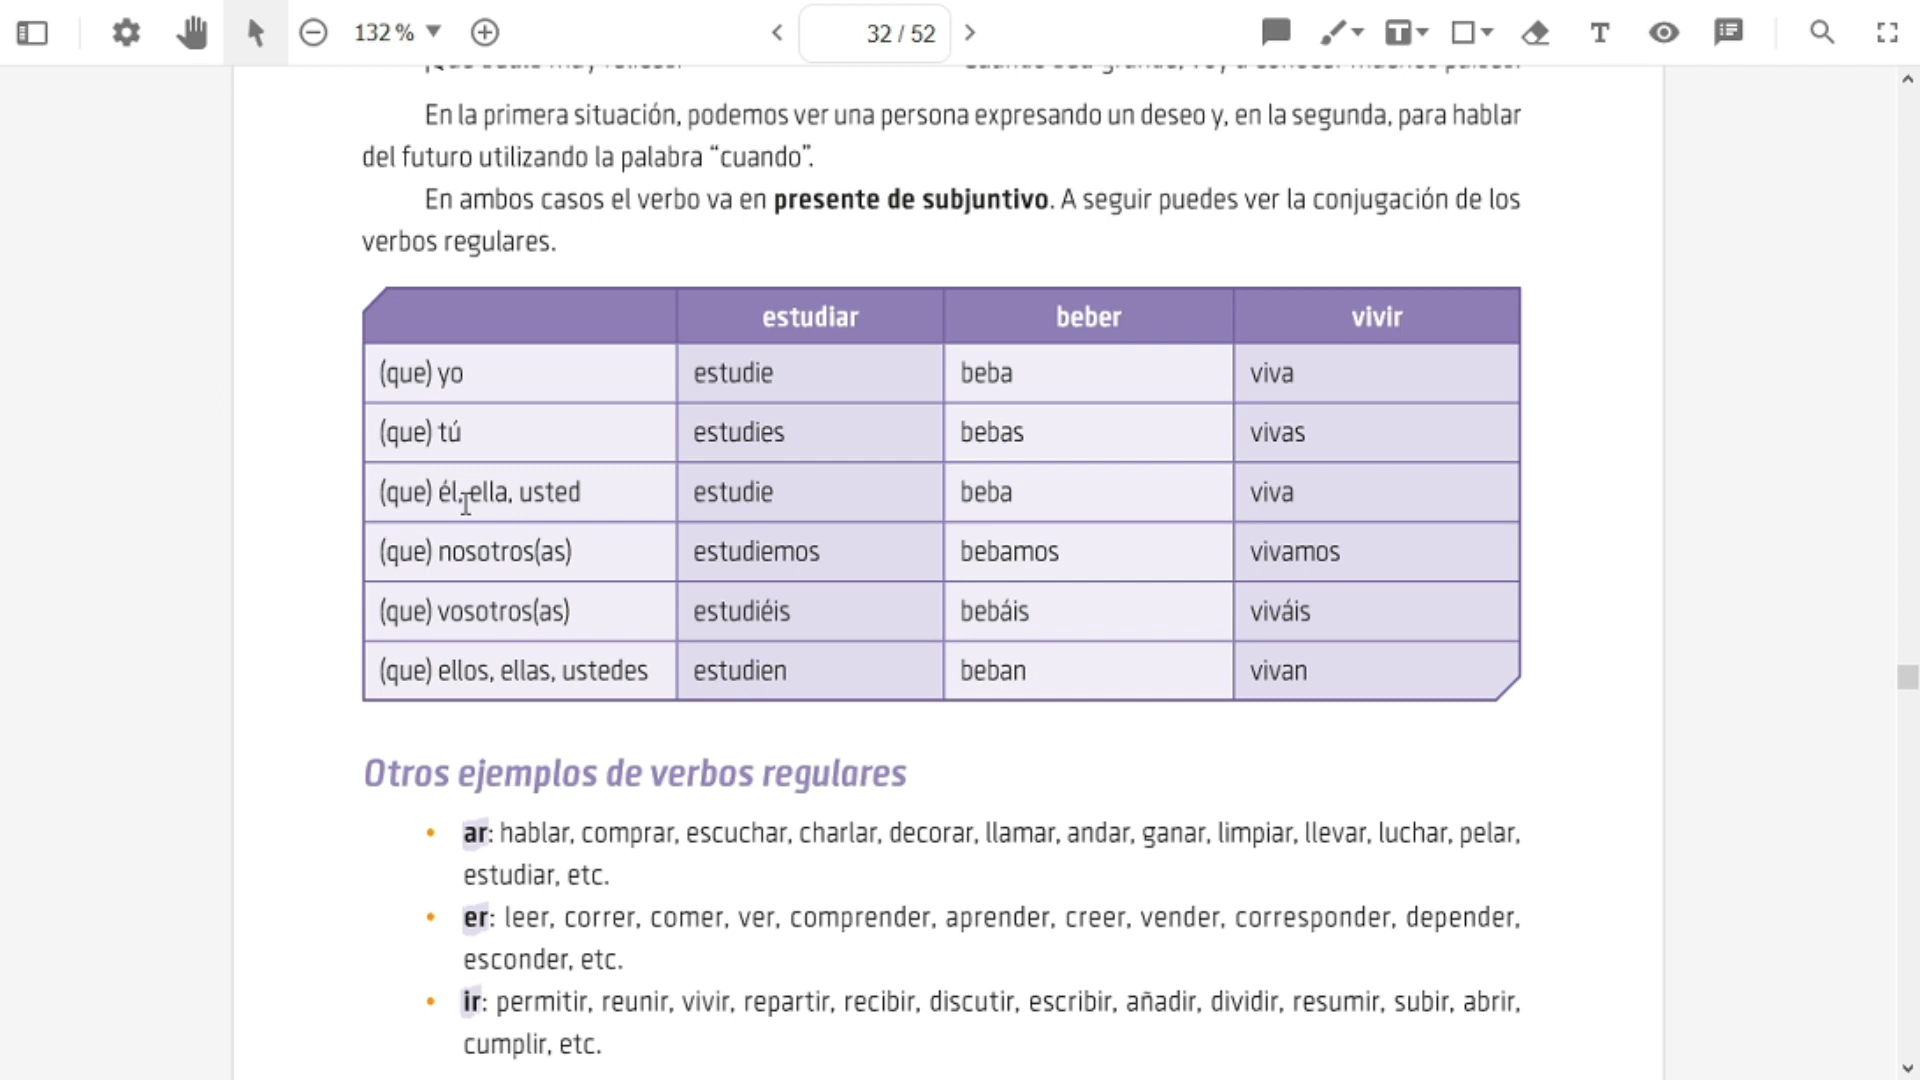 132 %
32 / 52
En la primera situación, podemos ver una persona expresando un deseo y, en la segunda, para hablar
del futuro utilizando la palabra “cuando”.
En ambos casos el verbo va en presente de subjuntivo. A seguir puedes ver la conjugación de los
verbos regulares.
estudiar beber vivir
(que) yo estudie beba viva
(que) tú estudies bebas vivas
(que) él, ella, usted estudie beba viva
(que) nosotros(as) estudiemos bebamos vivamos
(que) vosotros(as) estudiéis bebáis viváis
(que) ellos, ellas, ustedes estudien beban vivan
Otros ejemplos de verbos regulares
• ar: hablar, comprar, escuchar, charlar, decorar, llamar, andar, ganar, limpiar, llevar, luchar, pelar,
estudiar, etc.
• er: leer, correr, comer, ver, comprender, aprender, creer, vender, corresponder, depender,
esconder, etc.
• ir: permitir, reunir, vivir, repartir, recibir, discutir, escribir, añadir, dividir, resumir, subir, abrir,
cumplir, etc.